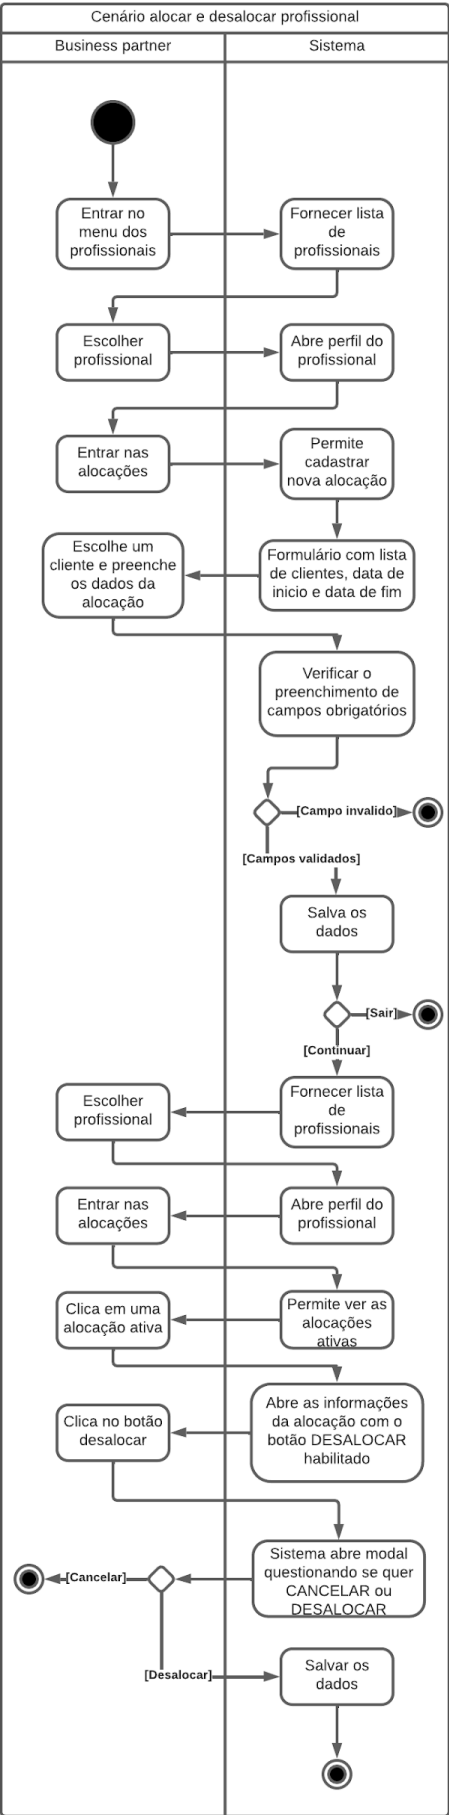 Cenário alocar e desalocar profissional
Business partner
Sistema
Entrar no
menu dos
profissionais
Fornecer lista
de
profissionais
Escolher
profissional
Abre perfil do
profissional
Entrar nas
alocações
Permite
cadastrar
nova alocação
Formulário com lista
de clientes, data de
inicio e data de fim
Escolhe um
cliente e preenche
os dados da
alocação
Verificar o
preenchimento de
campos obrigatórios
[Campo invalido]
[Campos validados]
Salva os
dados
[Sair]
[Continuar]
Fornecer lista
de
profissionais
Escolher
profissional
Abre perfil do
profissional
Entrar nas
alocações
Permite ver as
alocações
ativas
Clica em uma
alocação ativa
Abre as informações
da alocação com o
botão DESALOCAR
habilitado
Clica no botão
desalocar
Sistema abre modal
questionando se quer
CANCELAR ou
DESALOCAR
[Cancelar]
[Desalocar]
Salvar os
dados